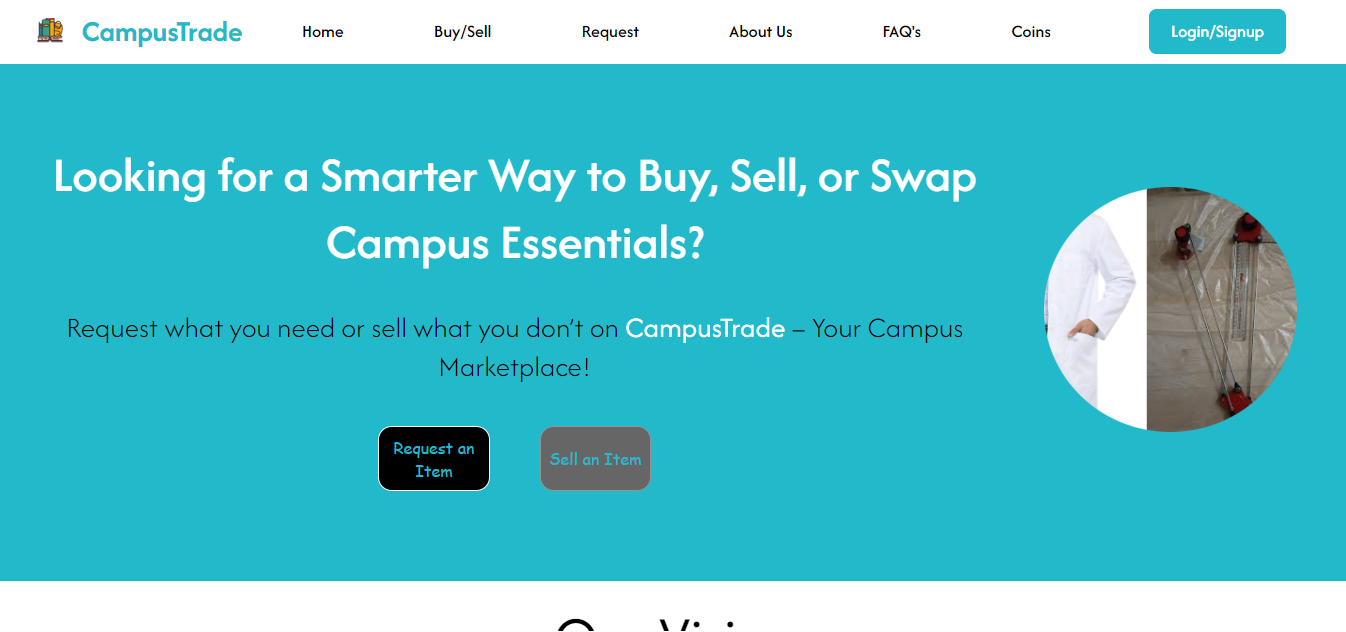 CampusTrade
Home
Buy/Sell
Request
About Us
FAQ's
Coins
Login/Signup
Looking for a Smarter Way to Buy, Sell, or Swap
Campus Essentials?
Request what you need or sell what you don’t on CampusTrade – Your Campus
Marketplace!
Request an
Item
Sell an Item